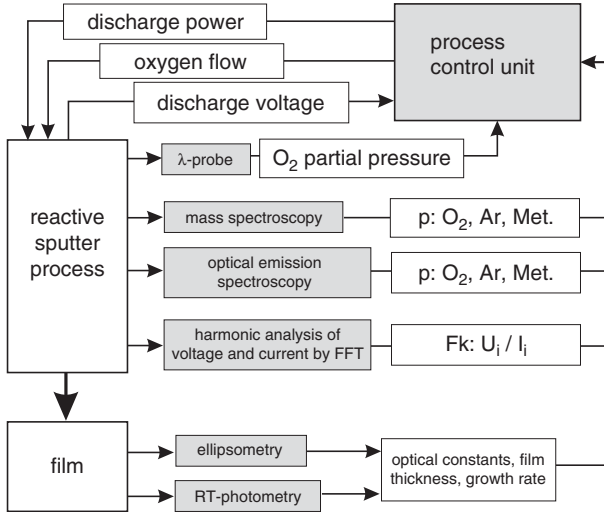 discharge power
process
control unit
oxygen flow
discharge voltage
λ-probe
O₂ partial pressure
reactive
sputter
process
mass spectroscopy
p: O₂, Ar, Met.
optical emission
spectroscopy
p: O₂, Ar, Met.
harmonic analysis of
voltage and current by FFT
Fk: Uᵢ / Iᵢ
film
ellipsometry
RT-photometry
optical constants, film
thickness, growth rate